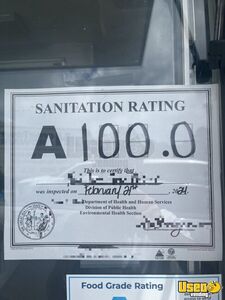 SANITATION RATING
A 100.0
This is to certify that
was inspected on February 2nd, 2024.
Department of Health and Human Services
Division of Public Health
Environmental Health Section
Food Grade Rating